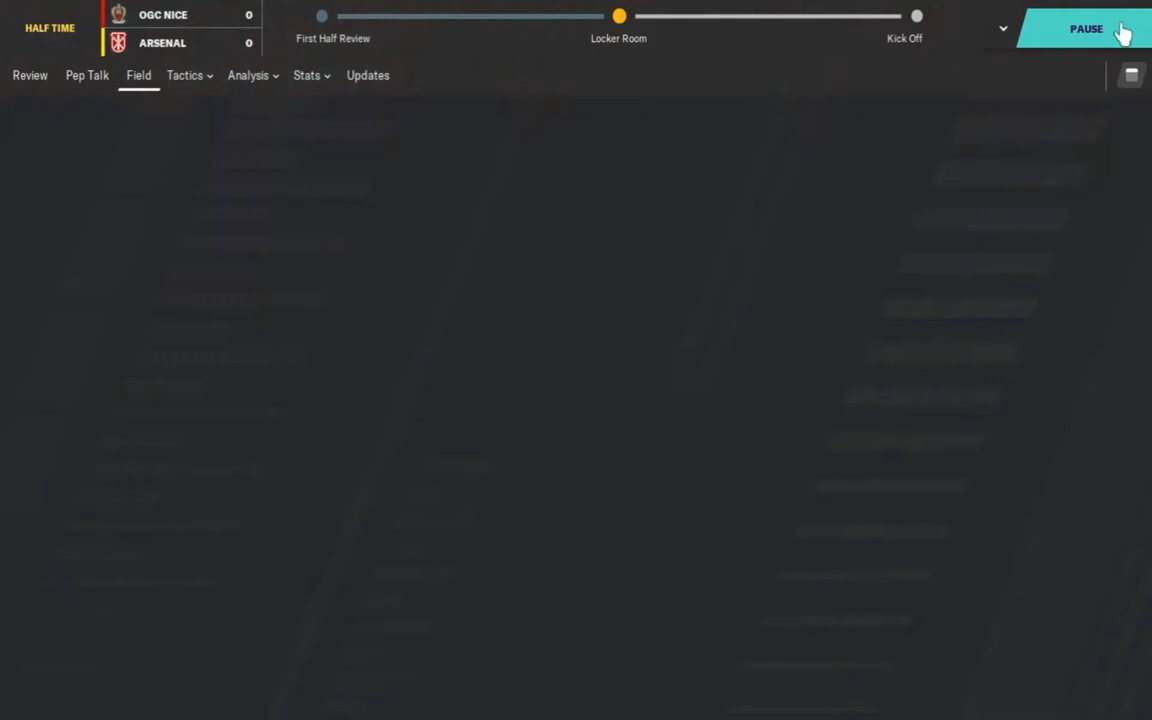 HALF TIME
OGC NICE 0
ARSENAL 0
First Half Review
Locker Room
Kick Off
PAUSE
Review Pep Talk Field Tactics Analysis Stats Updates